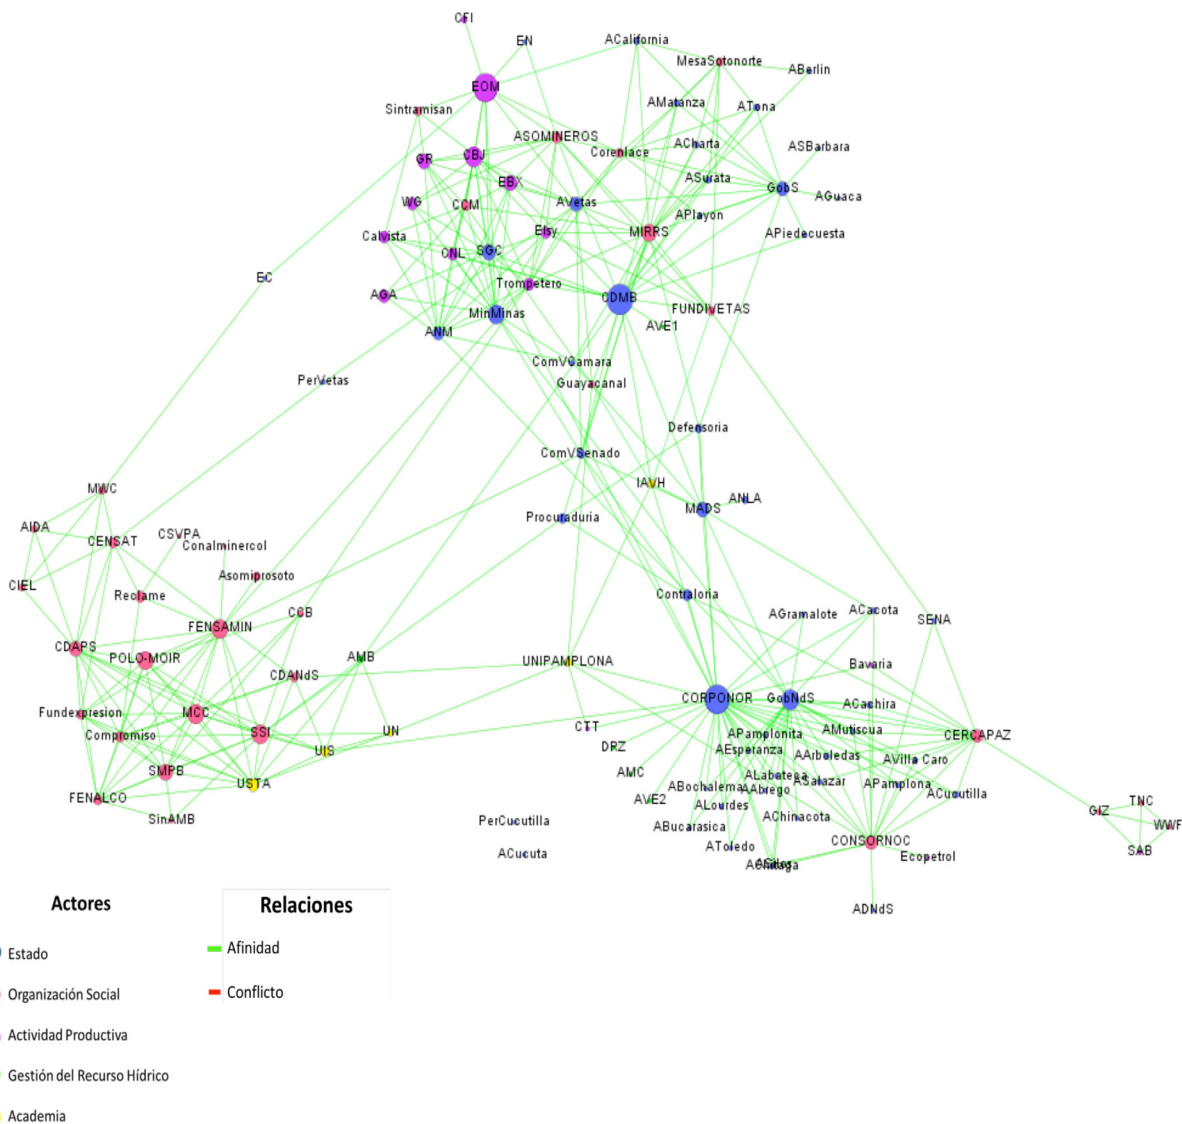 CFI
EN
ACalifornia
MesaSotonorte
ABerlin
EOM
Sintramisan
AMatanza
ATona
ASOMINEROS
Corenlace
ACharta
ASBarbara
GR
CBJ
EBX
ASurata
GobS
AGuaca
WG
CCM
AVetas
APlayon
Calvista
Elsy
MIRRS
APiedecuesta
CNL
SGC
EC
Trompetero
AGA
CDMB
MinMinas
FUNDIVETAS
ANM
AVE1
ComVCamara
PerVetas
Guayacanal
Defensoria
ComVSenado
MWC
IAVH
ANLA
MADS
AIDA
CENSAT
CSVPA
Procuraduria
Conalminercol
Asomiprosoto
CIEL
Reclame
Contraloria
CCB
AGramalote
ACacota
SENA
FENSAMIN
CDAPS
POLO-MOIR
AMB
UNIPAMPLONA
Bavaria
CDANdS
CORPONOR
GobNdS
ACachira
Fundexpresion
MCC
Compromiso
SSI
UN
CTT
APamplonita
AMutiscua
CERCAPAZ
UIS
DRZ
AEsperanza
AArboledas
AVilla Caro
SMPB
USTA
AMC
ALabateca
ASalazar
APamplona
ABochalema
AAbrego
ACucutilla
FENALCO
AVE2
ALourdes
TNC
GIZ
SinAMB
PerCucutilla
ABucarasica
AChinacota
WWF
AToledo
CONSORNOC
SAB
ACucuta
Ecopetrol
ADNdS
Actores
Relaciones
Estado
Afinidad
Organización Social
Conflicto
Actividad Productiva
Gestión del Recurso Hídrico
Academia